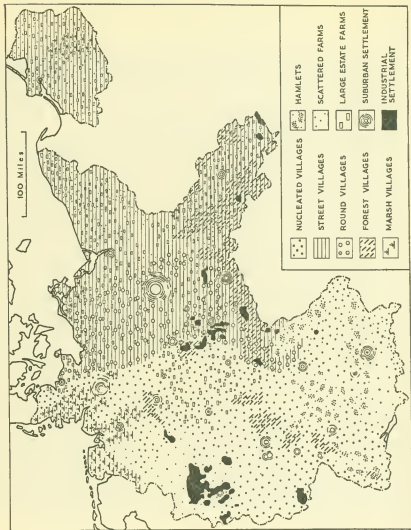 100 Miles
NUCLEATED VILLAGES
STREET VILLAGES
ROUND VILLAGES
FOREST VILLAGES
MARSH VILLAGES
HAMLETS
SCATTERED FARMS
LARGE ESTATE FARMS
SUBURBAN SETTLEMENT
INDUSTRIAL
SETTLEMENT